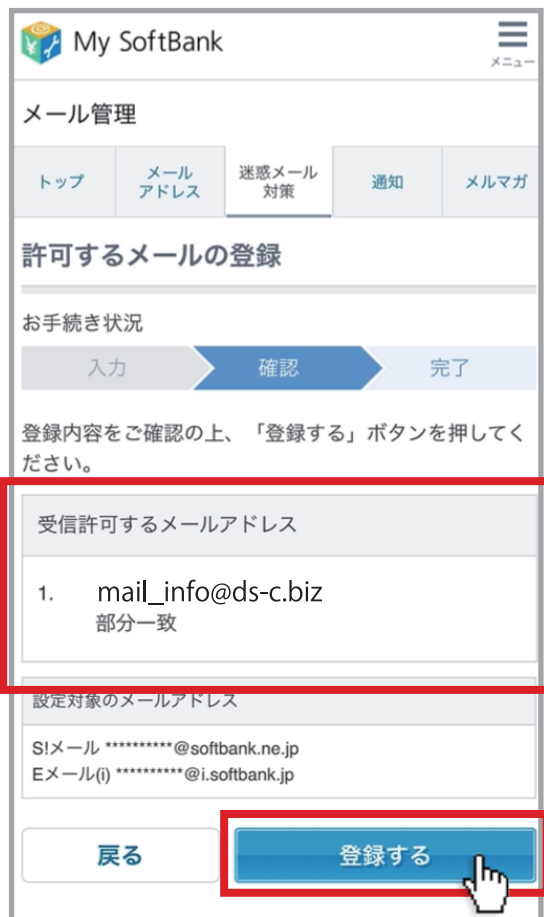 My SoftBank
メニュー
メール管理
トップ
メール
アドレス
迷惑メール
対策
通知
メルマガ
許可するメールの登録
お手続き状況
入力
確認
完了
登録内容をご確認の上、「登録する」ボタンを押してく
ださい。
受信許可するメールアドレス
1. mail_info@ds-c.biz
部分一致
設定対象のメールアドレス
S!メール **********@softbank.ne.jp
Eメール(i) **********@i.softbank.jp
戻る
登録する